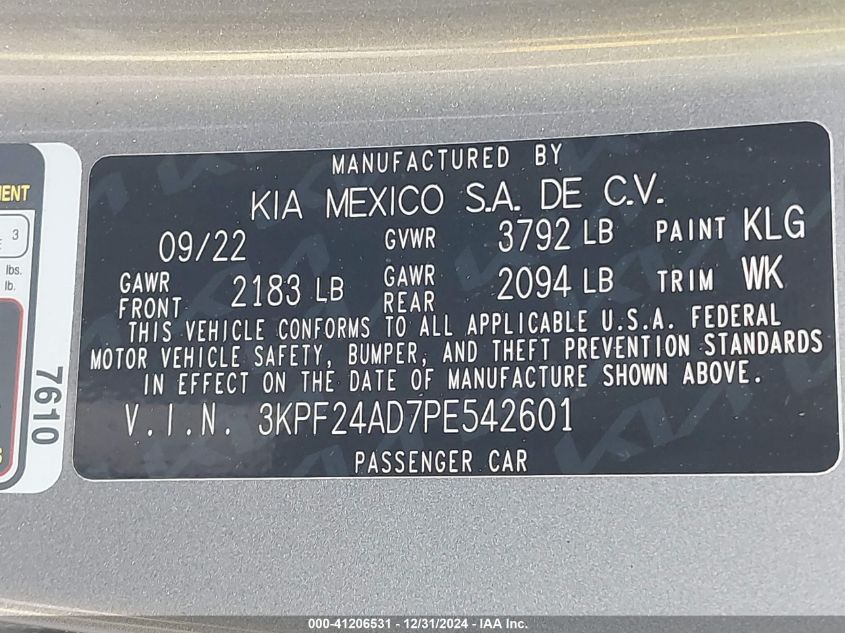 MANUFACTURED BY
KIA MEXICO S.A. DE C.V.
09/22 GVWR 3792 LB PAINT KLG
GAWR FRONT 2183 LB GAWR REAR 2094 LB TRIM WK
THIS VEHICLE CONFORMS TO ALL APPLICABLE U.S.A. FEDERAL
MOTOR VEHICLE SAFETY, BUMPER, AND THEFT PREVENTION STANDARDS
IN EFFECT ON THE DATE OF MANUFACTURE SHOWN ABOVE.
V.I.N. 3KPF24AD7PE542601
PASSENGER CAR
3
lbs.
lb.
7610
000-41206531 - 12/31/2024 - IAA Inc.